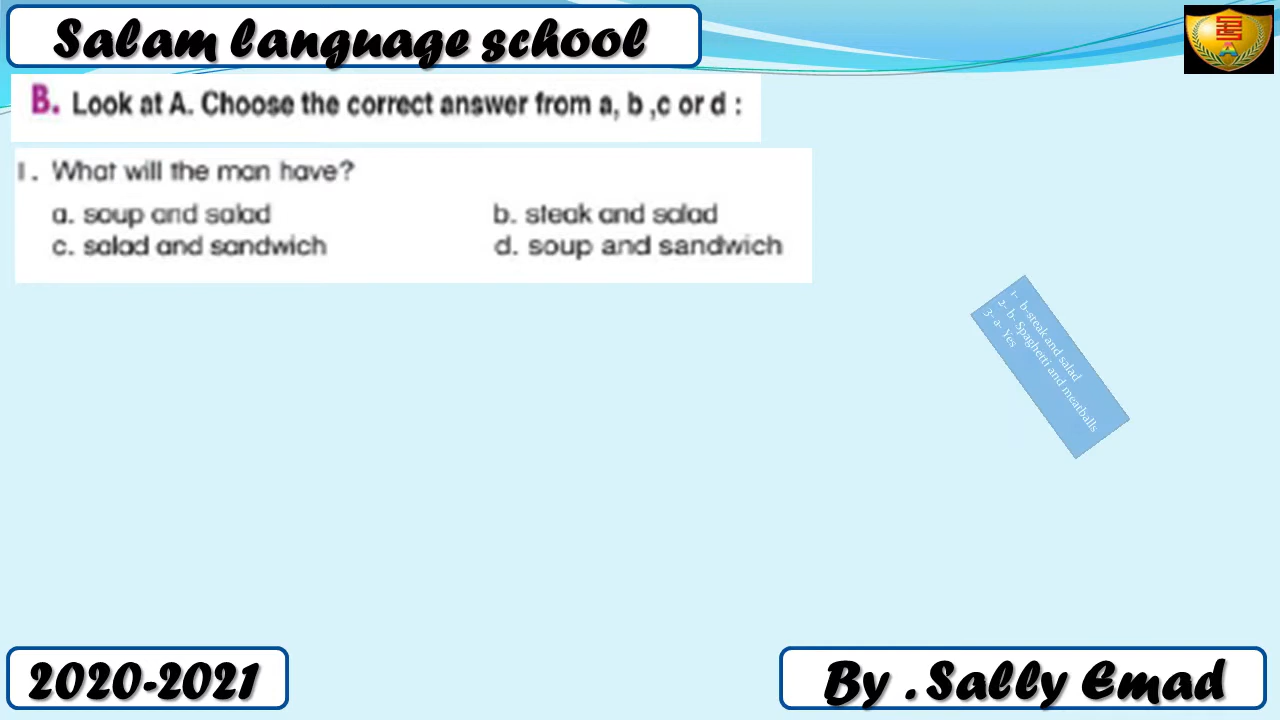 Salam language school
B. Look at A. Choose the correct answer from a, b ,c or d :
1. What will the man have?
a. soup and salad b. steak and salad
c. salad and sandwich d. soup and sandwich
1- b-steak and salad
2- b- Spaghetti and meatballs
3- a- Yes
2020-2021
By . Sally Emad